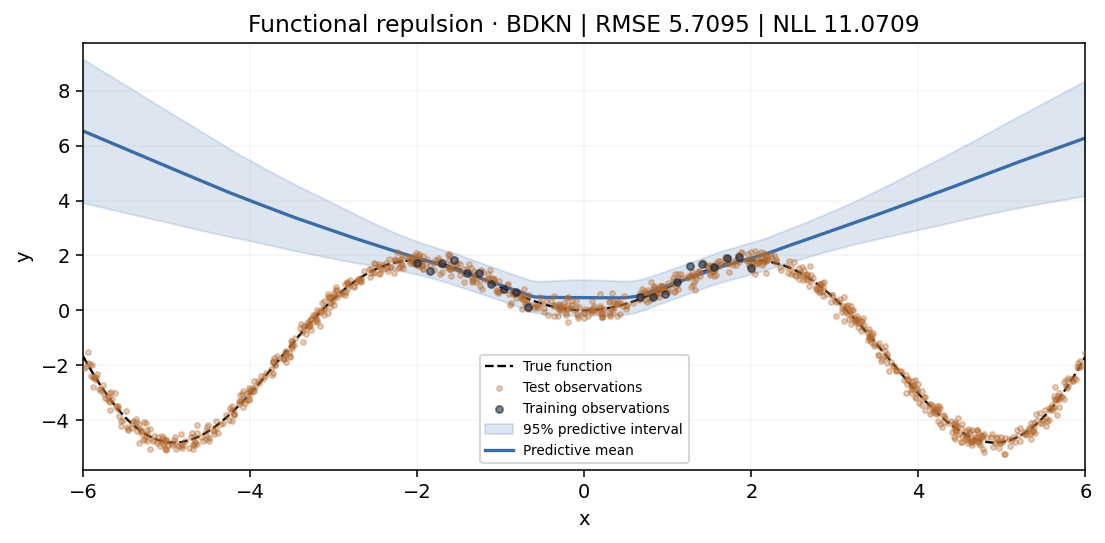 Functional repulsion · BDKN | RMSE 5.7095 | NLL 11.0709
8
6
4
2
0
−2
−4
y
True function
Test observations
Training observations
95% predictive interval
Predictive mean
−6 −4 −2 0 2 4 6
x